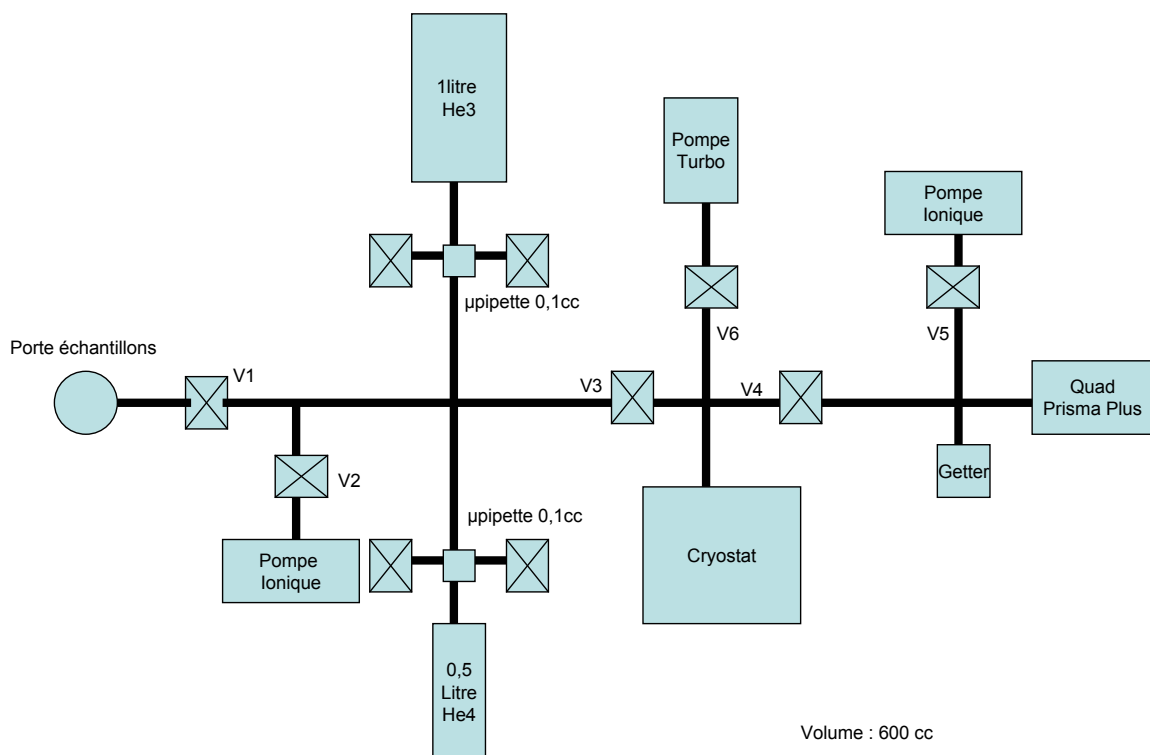 1litre
He3
Pompe
Turbo
Pompe
Ionique
µpipette 0,1cc
V6
V5
Porte échantillons
V1
V3
V4
Quad
Prisma Plus
Getter
V2
µpipette 0,1cc
Pompe
Ionique
Cryostat
0,5
Litre
He4
Volume : 600 cc